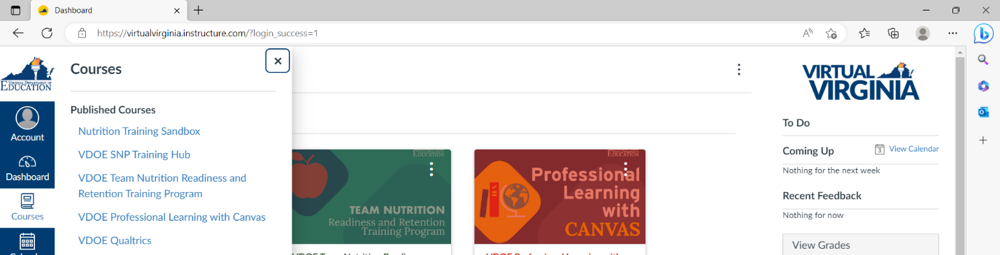 Dashboard
https://virtualvirginia.instructure.com/?login_success=1
VIRGINIA DEPARTMENT OF
EDUCATION
Account
Dashboard
Courses
Courses
Published Courses
Nutrition Training Sandbox
VDOE SNP Training Hub
VDOE Team Nutrition Readiness and
Retention Training Program
VDOE Professional Learning with Canvas
VDOE Qualtrics
EDUCATION
TEAM NUTRITION
Readiness and Retention
Training Program
EDUCATION
Professional
Learning
with
CANVAS
VIRTUAL
VIRGINIA
To Do
Coming Up
3
View Calendar
Nothing for the next week
Recent Feedback
Nothing for now
View Grades